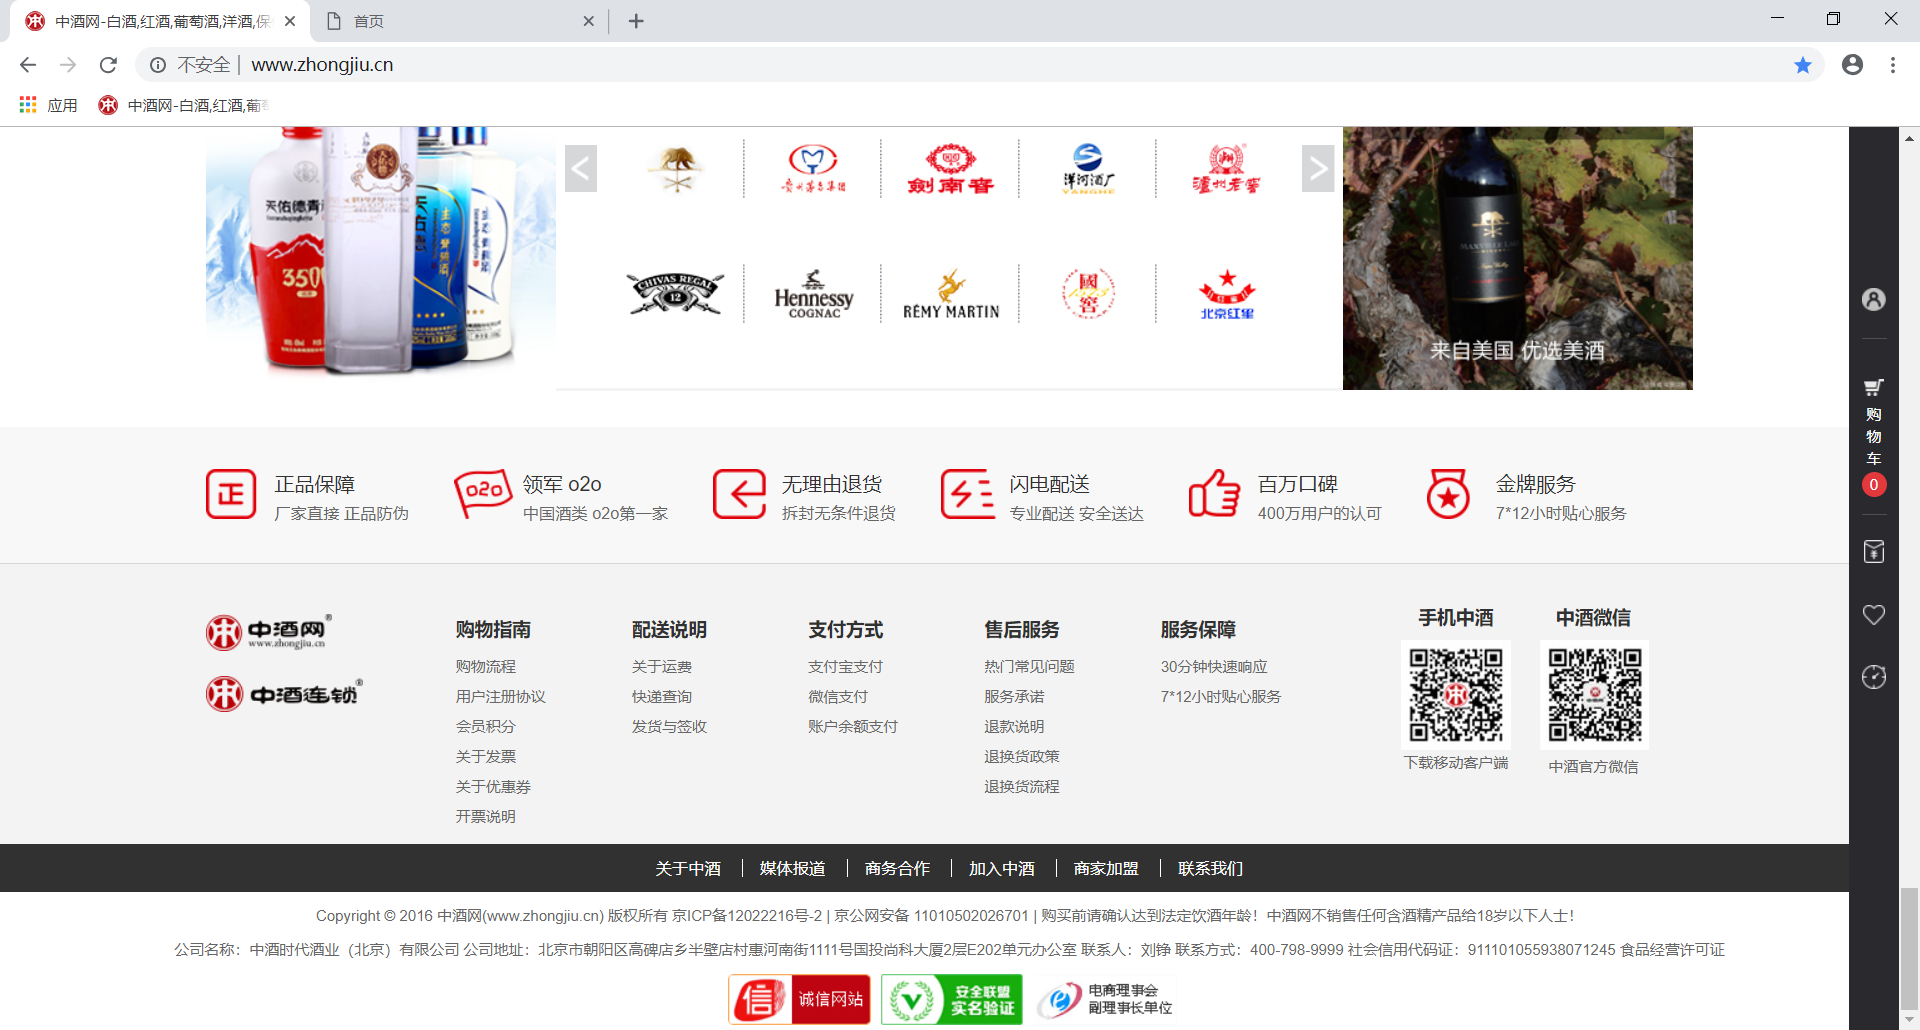 中酒网-白酒,红酒,葡萄酒,洋酒,保
首页
不安全 | www.zhongjiu.cn
应用
中酒网-白酒,红酒,葡萄
天佑德青
350
天佑德
贵州茅台集团
劍南春
洋河酒厂
YANGHE
泸州老窖
CHIVAS REGAL
12
Hennessy
COGNAC
RÉMY MARTIN
國窖
1573
北京红星
来自美国 优选美酒
购物车
0
正
正品保障
厂家直接 正品防伪
o2o
领军 o2o
中国酒类 o2o第一家
无理由退货
拆封无条件退货
闪电配送
专业配送 安全送达
百万口碑
400万用户的认可
金牌服务
7*12小时贴心服务
中酒网
www.zhongjiu.cn
中酒连锁
购物指南
购物流程
用户注册协议
会员积分
关于发票
关于优惠券
开票说明
配送说明
关于运费
快递查询
发货与签收
支付方式
支付宝支付
微信支付
账户余额支付
售后服务
热门常见问题
服务承诺
退款说明
退换货政策
退换货流程
服务保障
30分钟快速响应
7*12小时贴心服务
手机中酒
下载移动客户端
中酒微信
中酒官方微信
关于中酒 | 媒体报道 | 商务合作 | 加入中酒 | 商家加盟 | 联系我们
Copyright © 2016 中酒网(www.zhongjiu.cn) 版权所有 京ICP备12022216号-2 | 京公网安备 11010502026701 | 购买前请确认达到法定饮酒年龄！中酒网不销售任何含酒精产品给18岁以下人士！
公司名称：中酒时代酒业（北京）有限公司 公司地址：北京市朝阳区高碑店乡半壁店村惠河南街1111号国投尚科大厦2层E202单元办公室 联系人：刘铮 联系方式：400-798-9999 社会信用代码证：911101055938071245 食品经营许可证
信 诚信网站
安全联盟
实名验证
电商理事会
副理事长单位